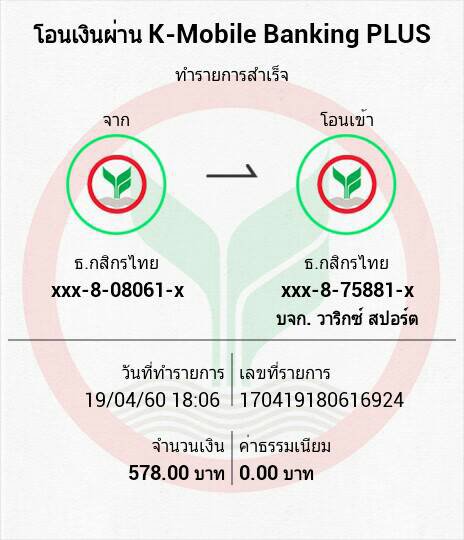 โอนเงินผ่าน K-Mobile Banking PLUS
ทำรายการสำเร็จ
จาก
โอนเข้า
ธ.กสิกรไทย
ธ.กสิกรไทย
xxx-8-08061-x
xxx-8-75881-x
บจก. วาริกซ์ สปอร์ต
วันที่ทำรายการ
เลขที่รายการ
19/04/60 18:06
170419180616924
จำนวนเงิน
ค่าธรรมเนียม
578.00 บาท
0.00 บาท